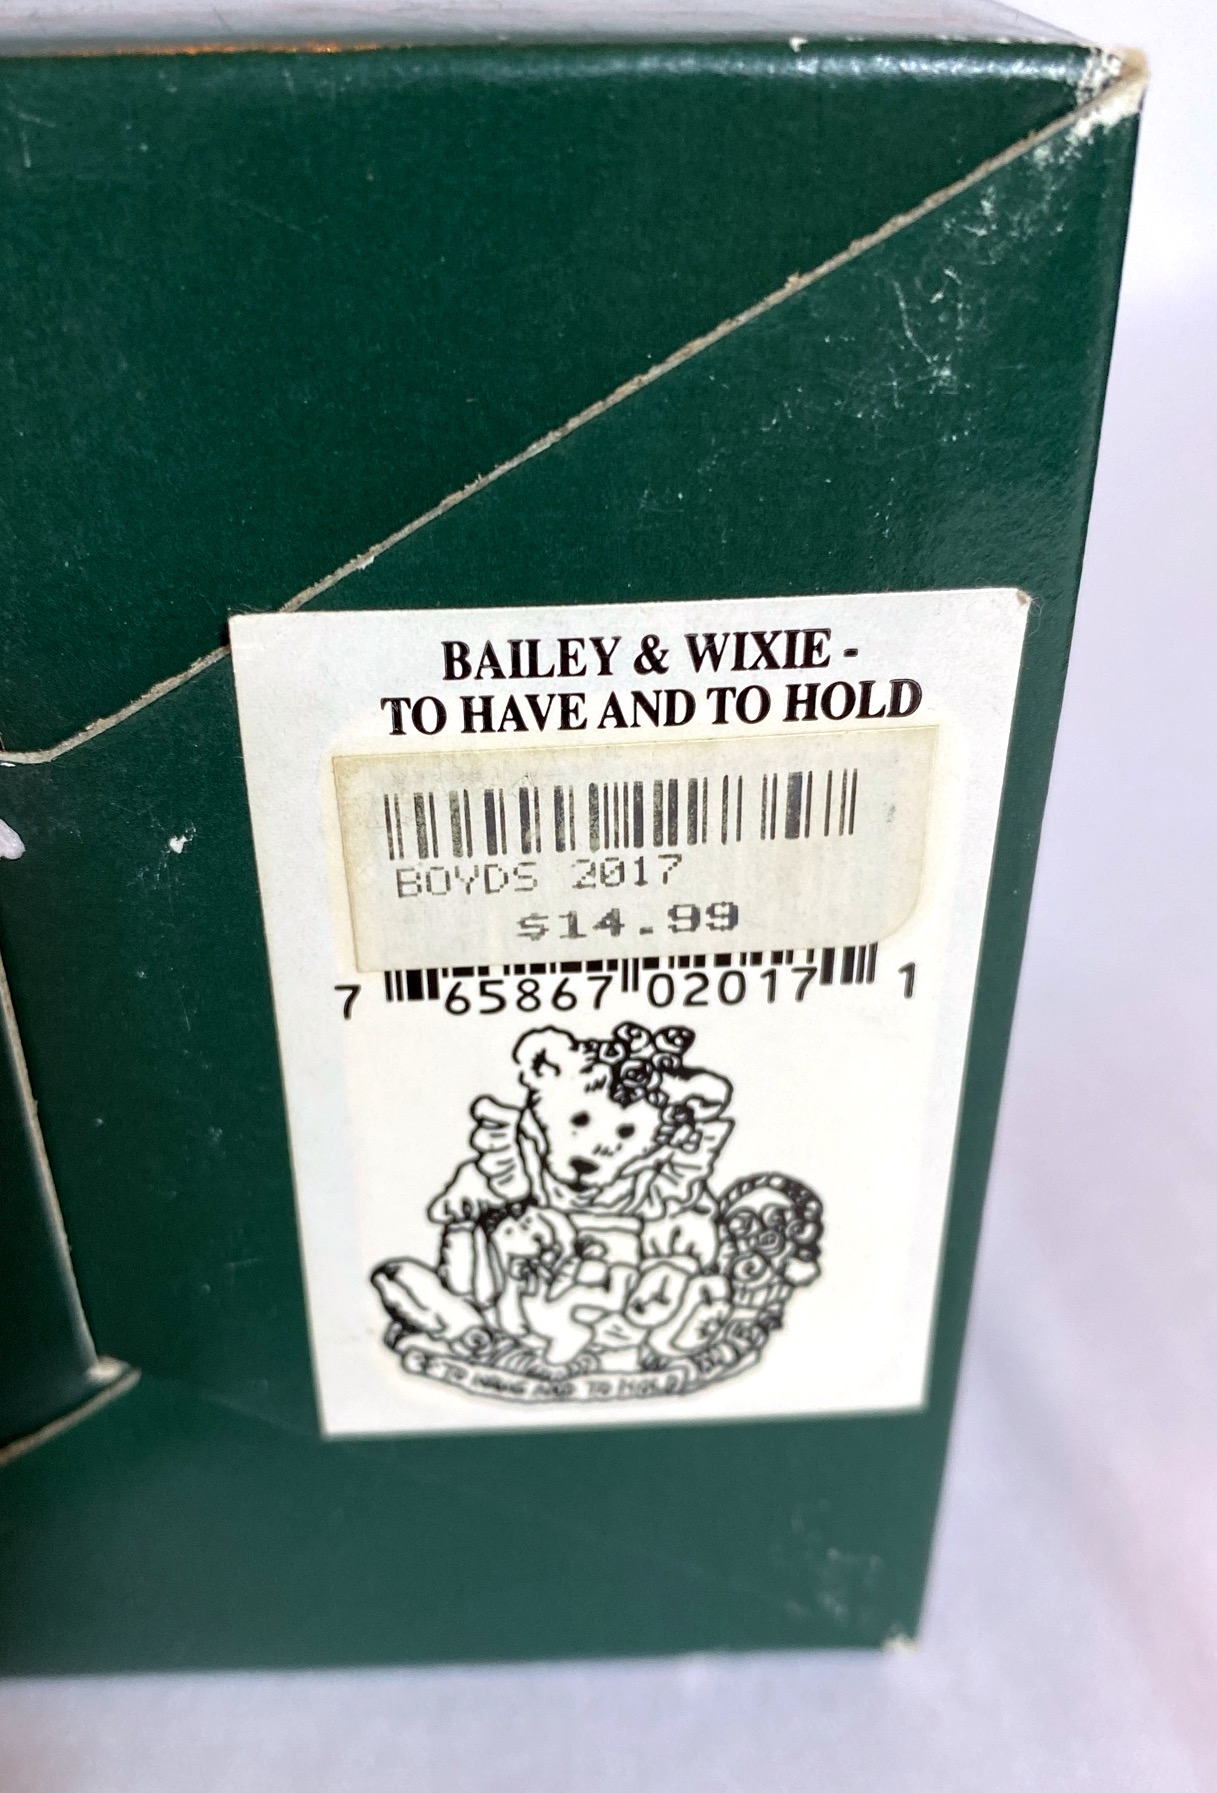 BAILEY & WIXIE -
TO HAVE AND TO HOLD
BOYDS 2017
$14.99
7 65867 02017 1
TO HAVE AND TO HOLD